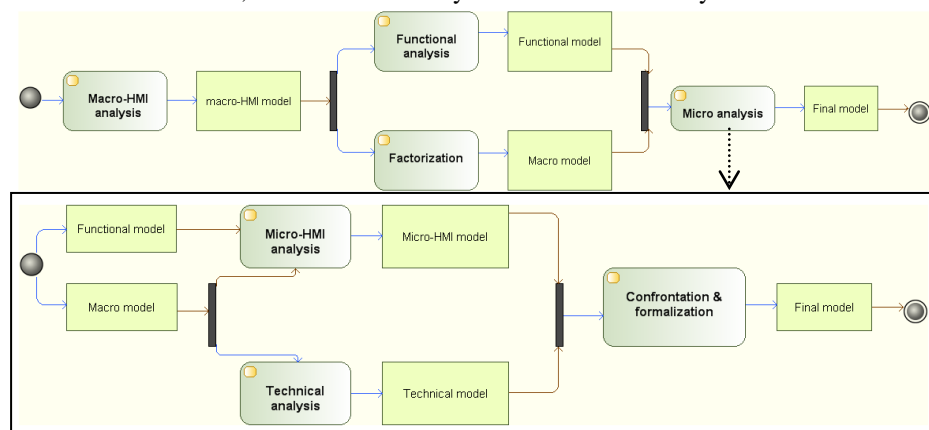 Functional
analysis
Functional model
Macro-HMI
analysis
macro-HMI model
Micro analysis
Final model
Factorization
Macro model
Functional model
Micro-HMI
analysis
Micro-HMI model
Macro model
Confrontation &
formalization
Final model
Technical
analysis
Technical model